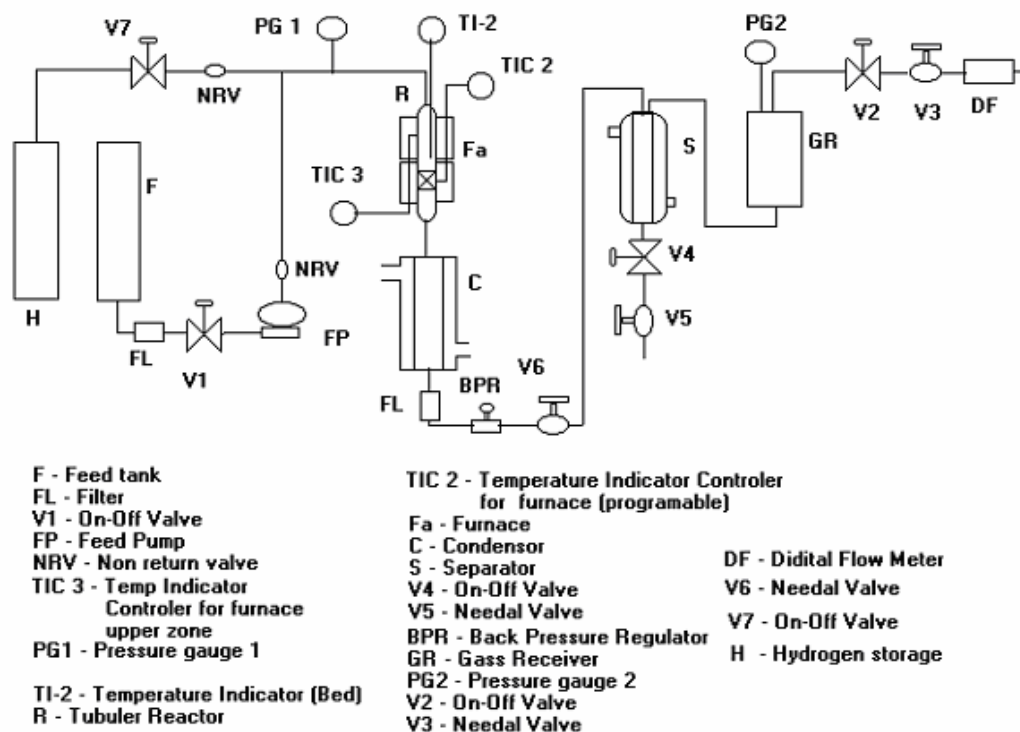 V7
PG 1
TI-2
PG2
TIC 2
NRV
R
V2
V3
DF
Fa
S
GR
F
TIC 3
NRV
V4
C
H
FP
V5
FL
V1
V6
BPR
FL
F - Feed tank
FL - Filter
V1 - On-Off Valve
FP - Feed Pump
NRV - Non return valve
TIC 3 - Temp Indicator
Controler for furnace
upper zone
PG1 - Pressure gauge 1
TI-2 - Temperature Indicator (Bed)
R - Tubuler Reactor
TIC 2 - Temperature Indicator Controler
for furnace (programable)
Fa - Furnace
C - Condensor
S - Separator
V4 - On-Off Valve
V5 - Needal Valve
BPR - Back Pressure Regulator
GR - Gass Receiver
PG2 - Pressure gauge 2
V2 - On-Off Valve
V3 - Needal Valve
DF - Didital Flow Meter
V6 - Needal Valve
V7 - On-Off Valve
H - Hydrogen storage